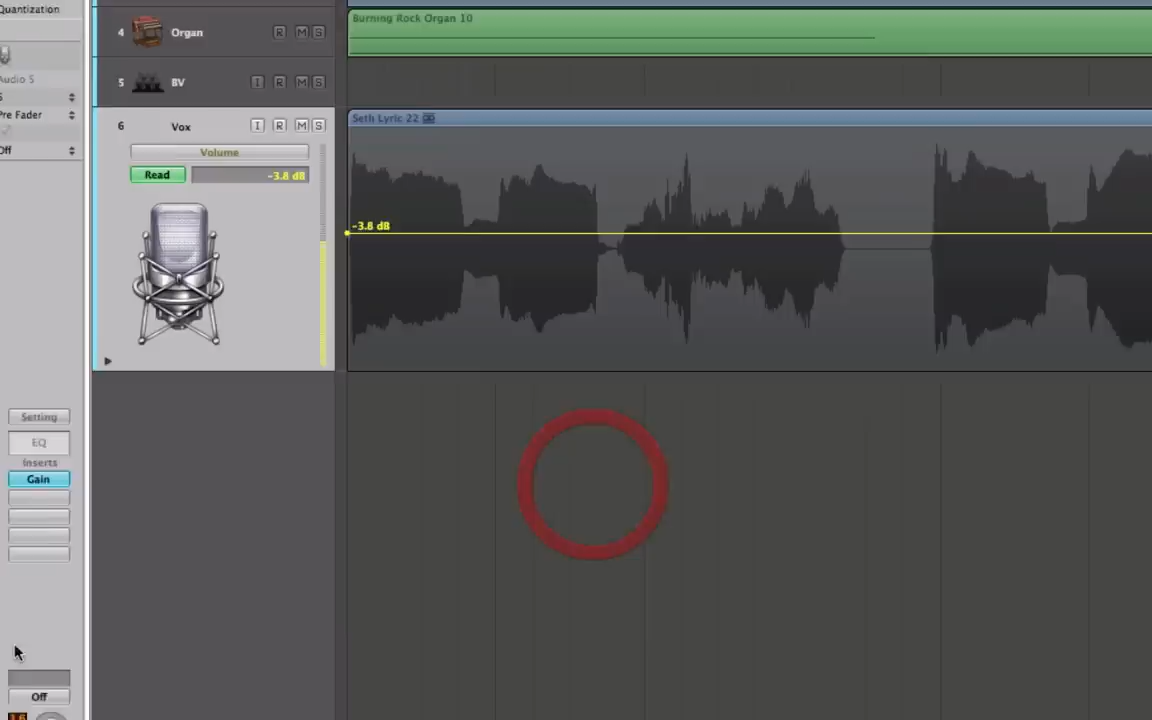 Quantization
4 Organ R M S
Burning Rock Organ 10
5 BV I R M S
Audio 5
Pre Fader
Off
6 Vox I R M S
Volume
Read -3.8 dB
Seth Lyric 22
-3.8 dB
Setting
EQ
Inserts
Gain
Off